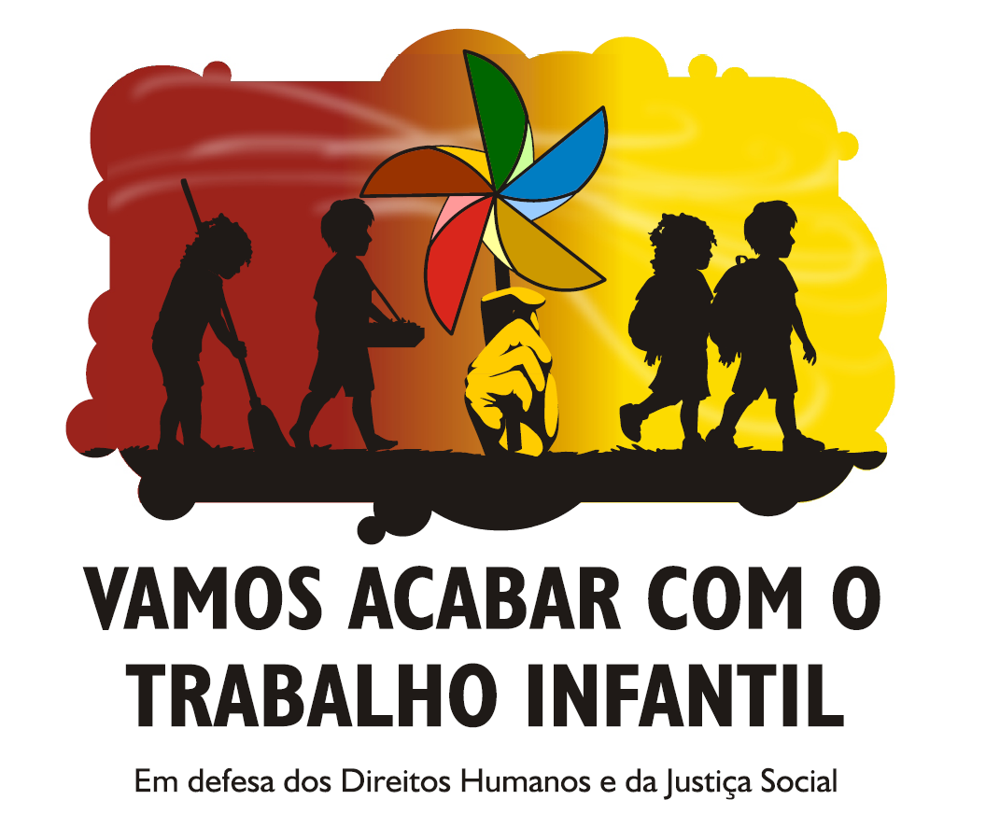 VAMOS ACABAR COM O
TRABALHO INFANTIL
Em defesa dos Direitos Humanos e da Justiça Social